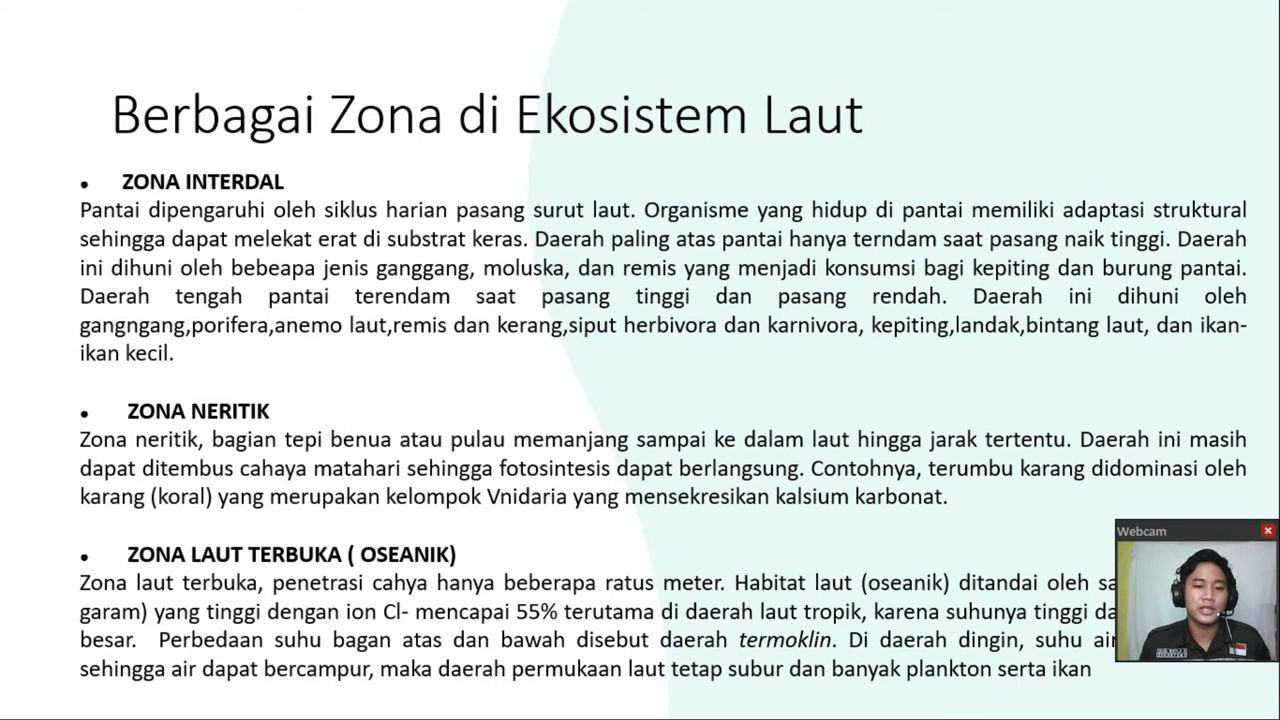 Berbagai Zona di Ekosistem Laut
• ZONA INTERDAL
Pantai dipengaruhi oleh siklus harian pasang surut laut. Organisme yang hidup di pantai memiliki adaptasi struktural
sehingga dapat melekat erat di substrat keras. Daerah paling atas pantai hanya terndam saat pasang naik tinggi. Daerah
ini dihuni oleh bebeapa jenis ganggang, moluska, dan remis yang menjadi konsumsi bagi kepiting dan burung pantai.
Daerah tengah pantai terendam saat pasang tinggi dan pasang rendah. Daerah ini dihuni oleh
gangngang,porifera,anemo laut,remis dan kerang,siput herbivora dan karnivora, kepiting,landak,bintang laut, dan ikan-
ikan kecil.
• ZONA NERITIK
Zona neritik, bagian tepi benua atau pulau memanjang sampai ke dalam laut hingga jarak tertentu. Daerah ini masih
dapat ditembus cahaya matahari sehingga fotosintesis dapat berlangsung. Contohnya, terumbu karang didominasi oleh
karang (koral) yang merupakan kelompok Vnidaria yang mensekresikan kalsium karbonat.
• ZONA LAUT TERBUKA ( OSEANIK)
Zona laut terbuka, penetrasi cahya hanya beberapa ratus meter. Habitat laut (oseanik) ditandai oleh
garam) yang tinggi dengan ion Cl- mencapai 55% terutama di daerah laut tropik, karena suhunya tinggi
besar. Perbedaan suhu bagan atas dan bawah disebut daerah termoklin. Di daerah dingin, suhu
sehingga air dapat bercampur, maka daerah permukaan laut tetap subur dan banyak plankton serta ikan
Webcam